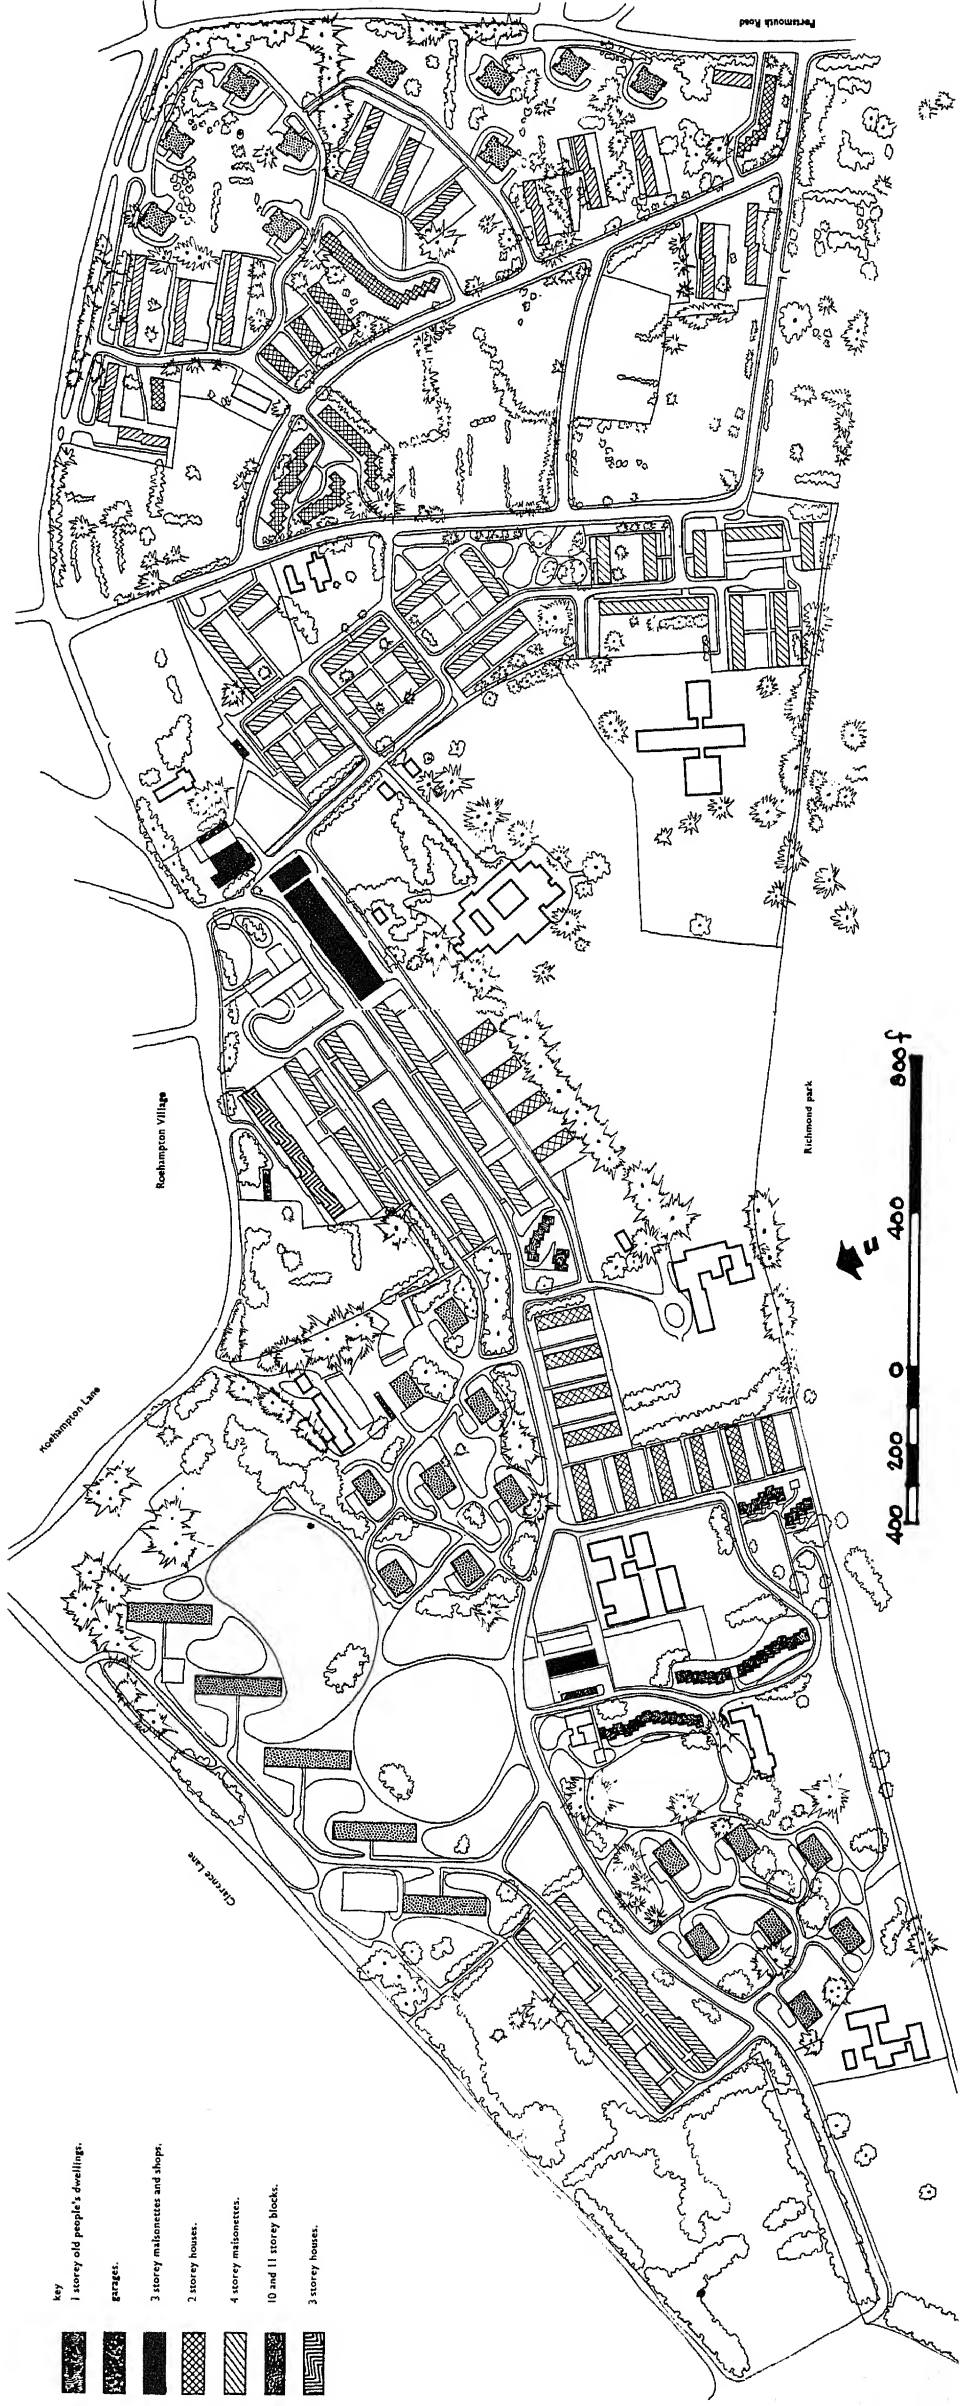 Portsmouth Road
Roehampton Village
Richmond park
Roehampton Lane
Clarence Lane
n
400 200 0 400 800f
key
1 storey old people's dwellings.
garages.
3 storey maisonettes and shops.
2 storey houses.
4 storey maisonettes.
10 and 11 storey blocks.
3 storey houses.